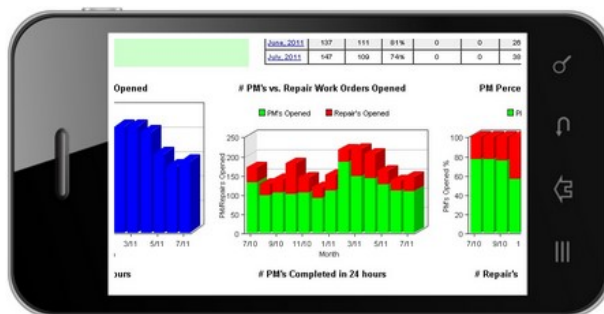 June, 2011 137 111 81% 0 0 26
July, 2011 147 109 74% 0 0 38
Opened
# PM's vs. Repair Work Orders Opened
PM Perce
PM's Opened Repair's Opened
250
200
150
100
50
0
PM/Repairs Opened
7/10 9/10 11/10 1/11 3/11 5/11 7/11
Month
3/11 5/11 7/11
100
80
60
40
20
0
PM's Opened %
7/10 9/10 1
ours
# PM's Completed in 24 hours
# Repair's